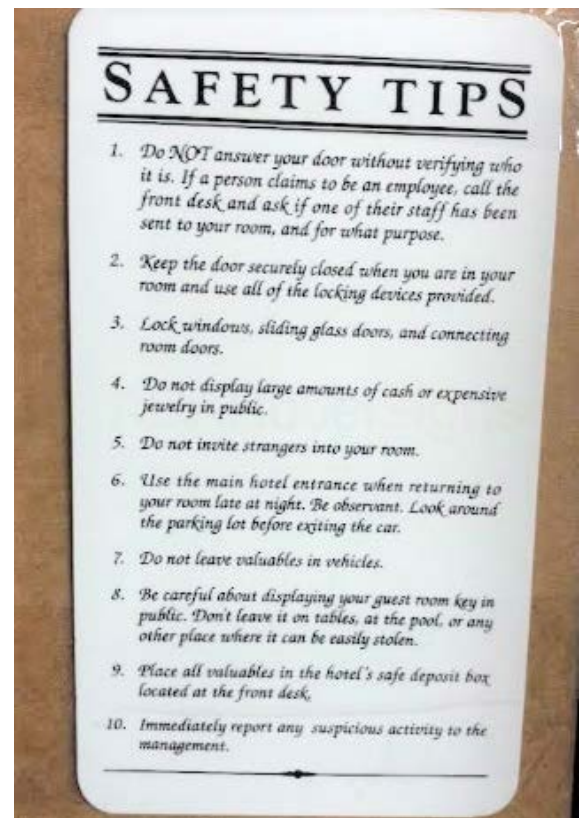 SAFETY TIPS
1. Do NOT answer your door without verifying who
it is. If a person claims to be an employee, call the
front desk and ask if one of their staff has been
sent to your room, and for what purpose.
2. Keep the door securely closed when you are in your
room and use all of the locking devices provided.
3. Lock windows, sliding glass doors, and connecting
room doors.
4. Do not display large amounts of cash or expensive
jewelry in public.
5. Do not invite strangers into your room.
6. Use the main hotel entrance when returning to
your room late at night. Be observant. Look around
the parking lot before exiting the car.
7. Do not leave valuables in vehicles.
8. Be careful about displaying your guest room key in
public. Don't leave it on tables, at the pool, or any
other place where it can be easily stolen.
9. Place all valuables in the hotel's safe deposit box
located at the front desk.
10. Immediately report any suspicious activity to the
management.